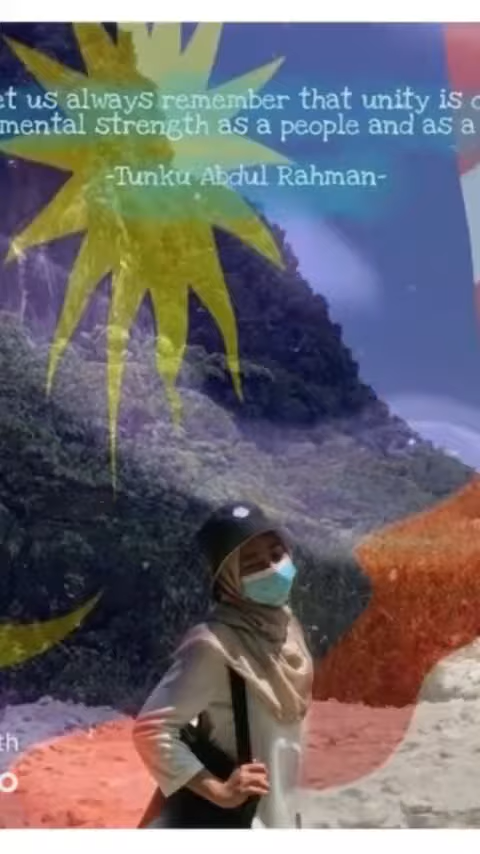 et us always remember that unity is
mental strength as a people and as a
-Tunku Abdul Rahman-
th